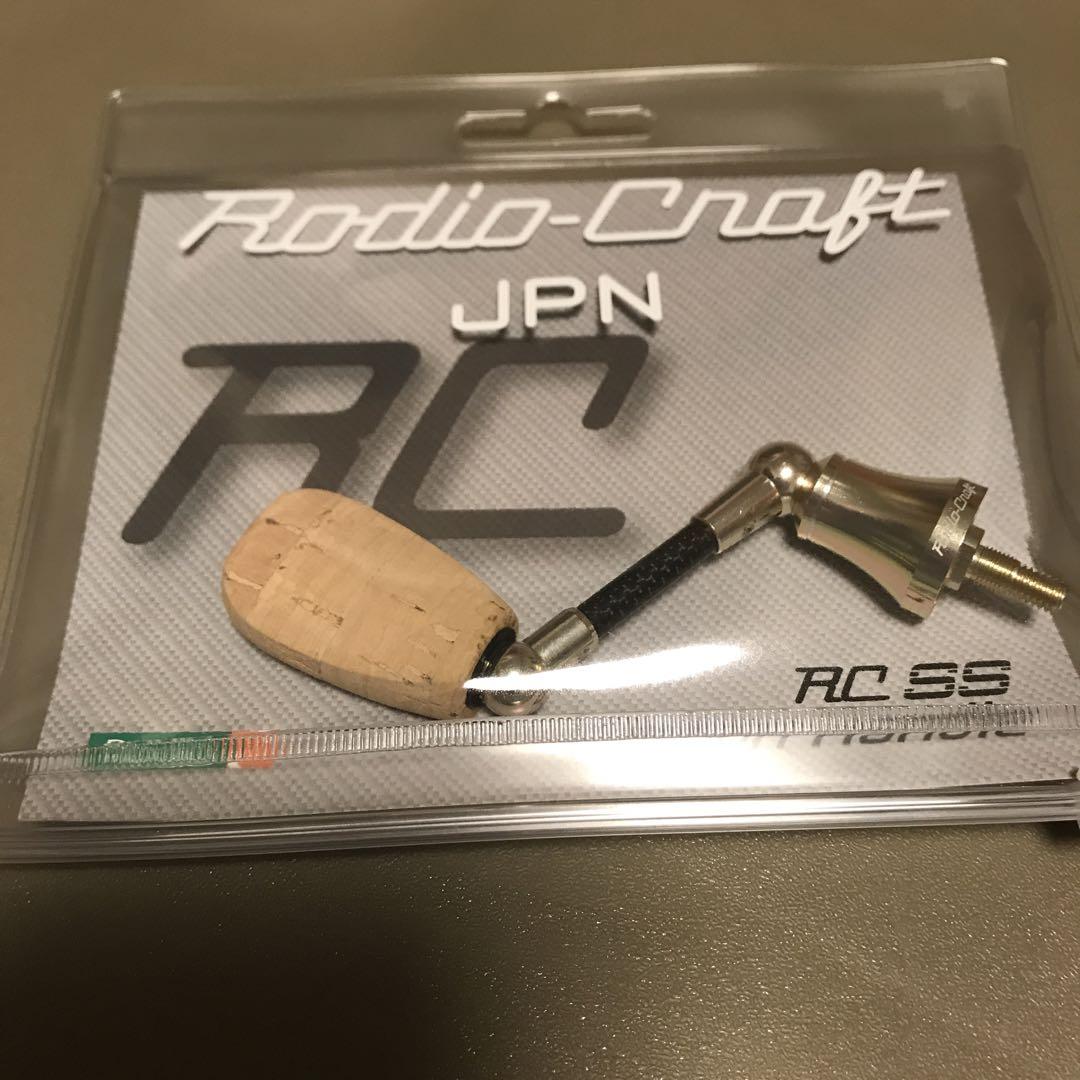 Rodio-Craft
JPN
RC
Rodio-Craft
RC SS